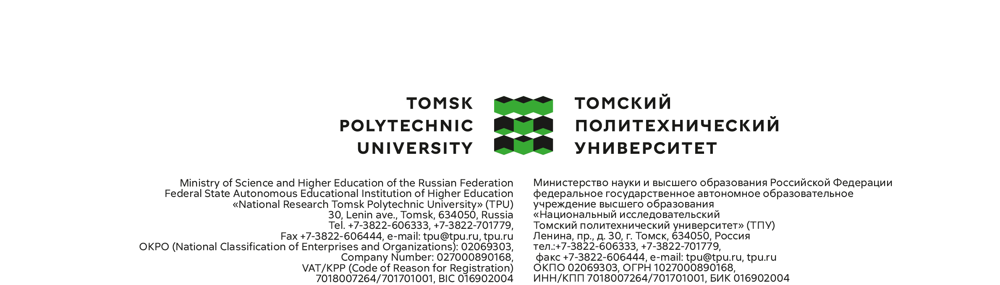 TOMSK
POLYTECHNIC
UNIVERSITY
ТОМСКИЙ
ПОЛИТЕХНИЧЕСКИЙ
УНИВЕРСИТЕТ
Ministry of Science and Higher Education of the Russian Federation
Federal State Autonomous Educational Institution of Higher Education
«National Research Tomsk Polytechnic University» (TPU)
30, Lenin ave., Tomsk, 634050, Russia
Tel. +7-3822-606333, +7-3822-701779,
Fax +7-3822-606444, e-mail: tpu@tpu.ru, tpu.ru
OKPO (National Classification of Enterprises and Organizations): 02069303,
Company Number: 027000890168,
VAT/KPP (Code of Reason for Registration)
7018007264/701701001, BIC 016902004
Министерство науки и высшего образования Российской Федерации
федеральное государственное автономное образовательное
учреждение высшего образования
«Национальный исследовательский
Томский политехнический университет» (ТПУ)
Ленина, пр., д. 30, г. Томск, 634050, Россия
тел.:+7-3822-606333, +7-3822-701779,
факс +7-3822-606444, e-mail: tpu@tpu.ru, tpu.ru
ОКПО 02069303, ОГРН 1027000890168,
ИНН/КПП 7018007264/701701001, БИК 016902004